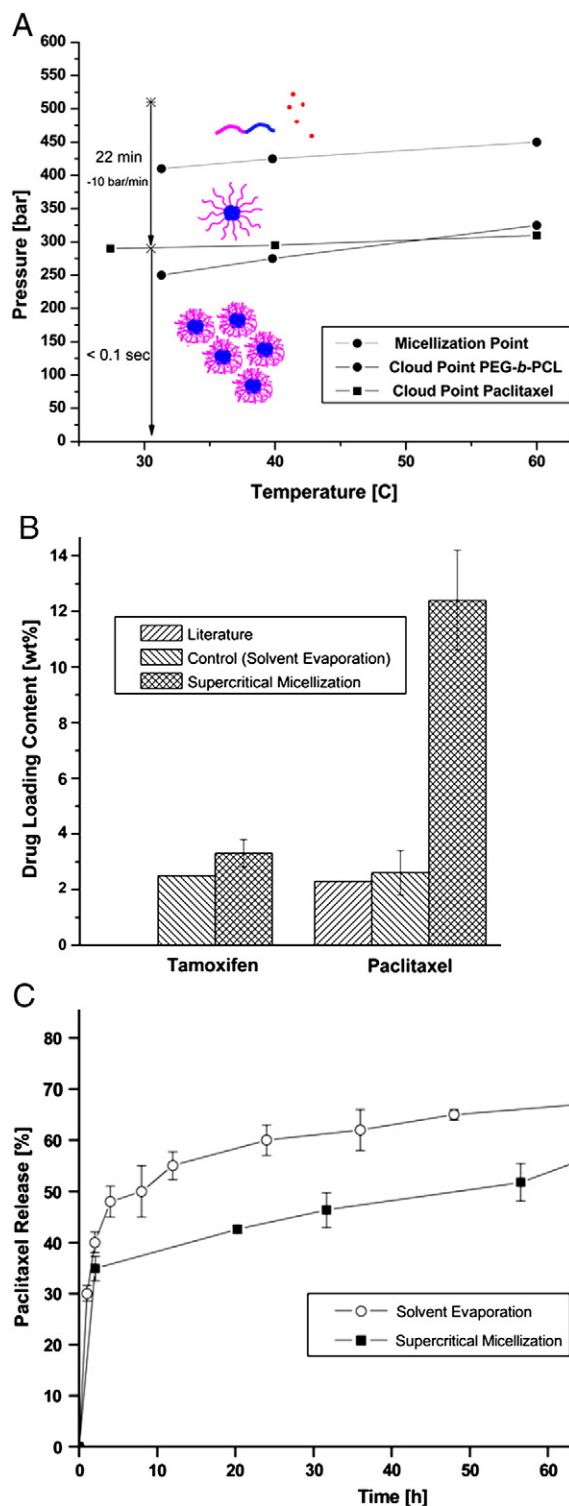 A
600
550
500
450
400
350
300
250
200
150
100
50
0
Pressure [bar]
22 min
-10 bar/min
< 0.1 sec
Micellization Point
Cloud Point PEG-b-PCL
Cloud Point Paclitaxel
30
40
50
60
Temperature [C]
B
14
12
10
8
6
4
2
0
Drug Loading Content [wt%]
Literature
Control (Solvent Evaporation)
Supercritical Micellization
Tamoxifen
Paclitaxel
C
80
70
60
50
40
30
20
10
0
Paclitaxel Release [%]
Solvent Evaporation
Supercritical Micellization
0
10
20
30
40
50
60
Time [h]